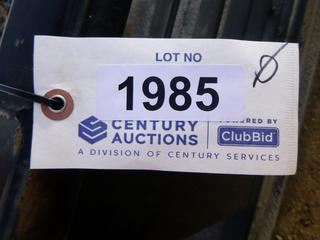 LOT NO
1985
CENTURY
AUCTIONS
POWERED BY
ClubBid
A DIVISION OF CENTURY SERVICES